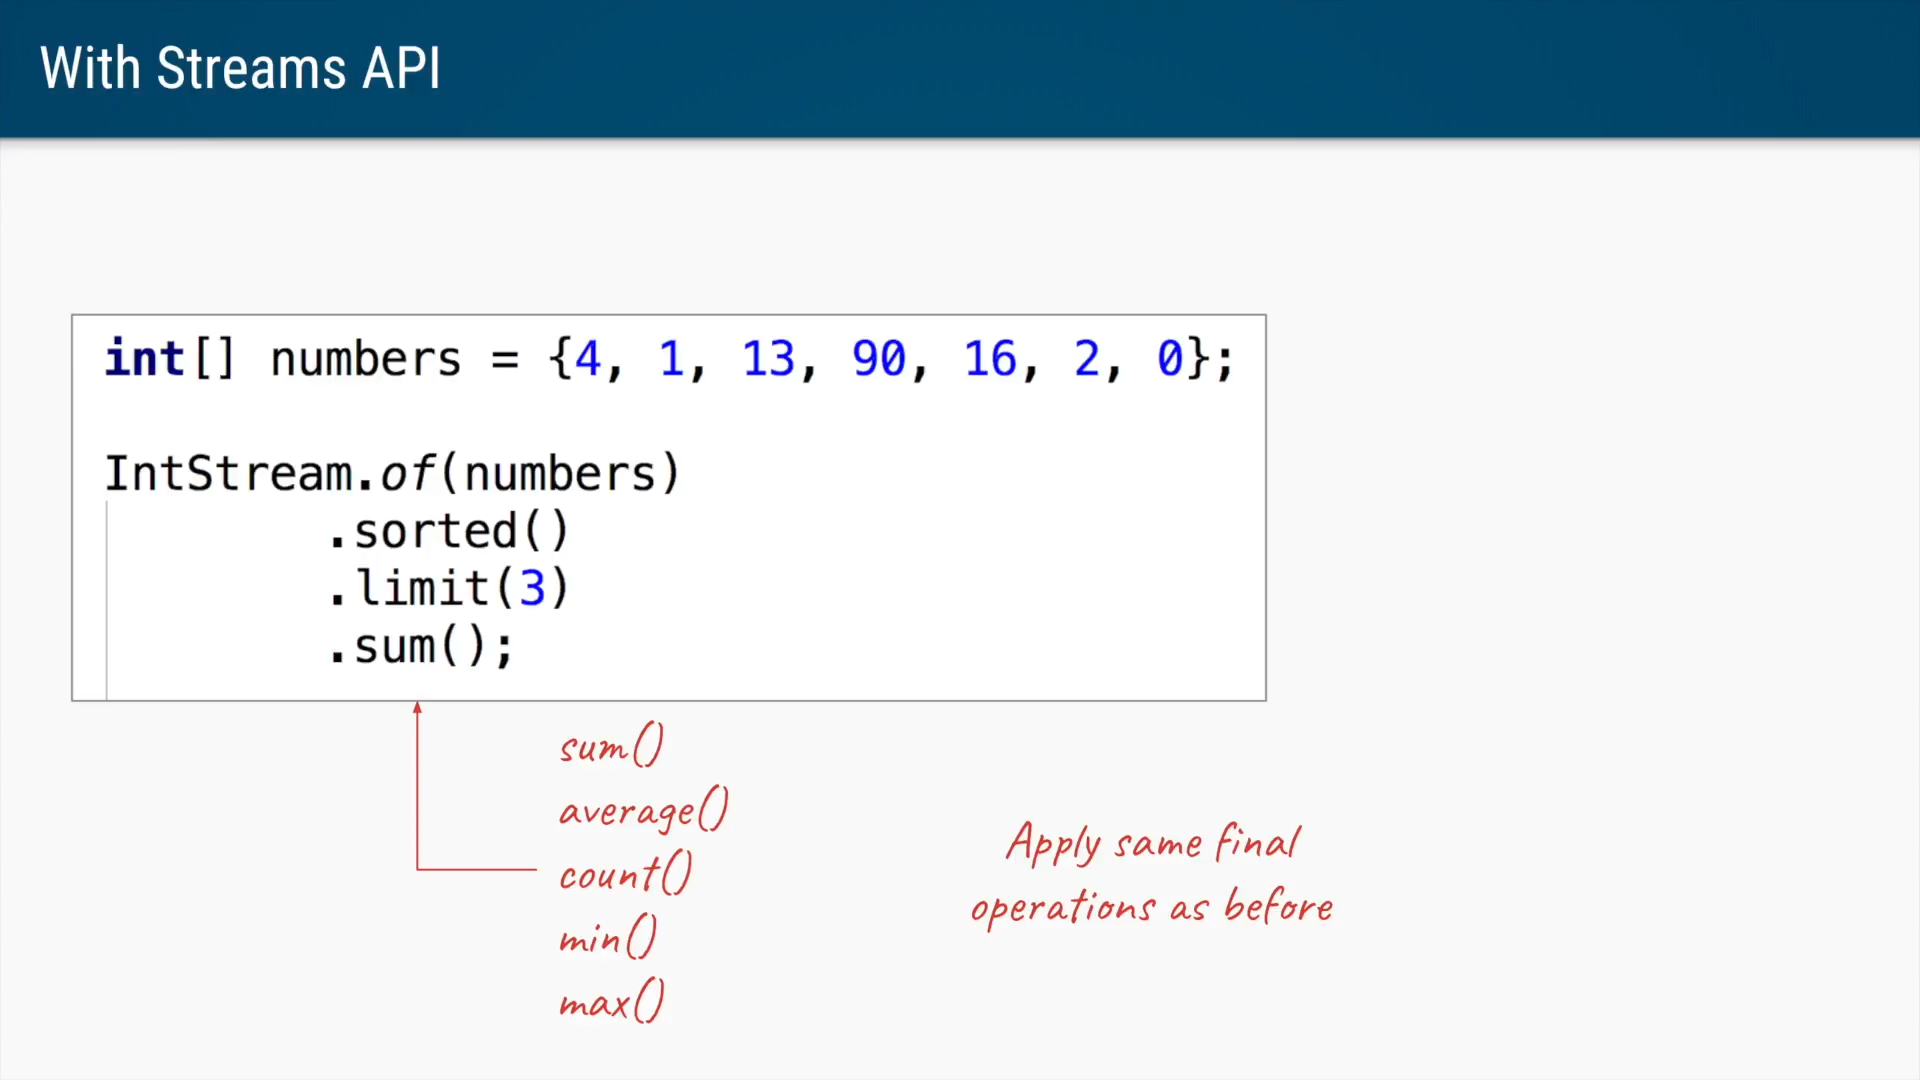 With Streams API
int[] numbers = {4, 1, 13, 90, 16, 2, 0};
IntStream.of(numbers)
.sorted()
.limit(3)
.sum();
sum()
average()
count()
min()
max()
Apply same final
operations as before